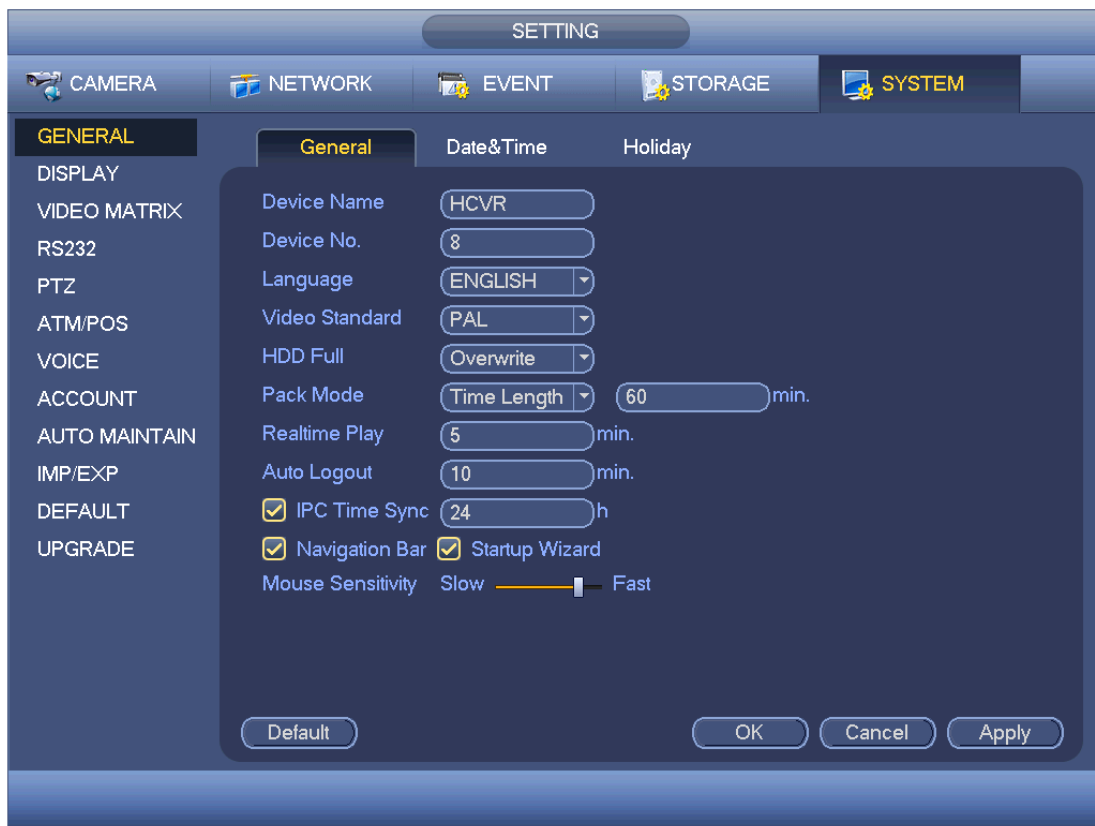 SETTING
CAMERA NETWORK EVENT STORAGE SYSTEM
GENERAL
DISPLAY
VIDEO MATRIX
RS232
PTZ
ATM/POS
VOICE
ACCOUNT
AUTO MAINTAIN
IMP/EXP
DEFAULT
UPGRADE
General Date&Time Holiday
Device Name HCVR
Device No. 8
Language ENGLISH
Video Standard PAL
HDD Full Overwrite
Pack Mode Time Length 60 min.
Realtime Play 5 min.
Auto Logout 10 min.
IPC Time Sync 24 h
Navigation Bar Startup Wizard
Mouse Sensitivity Slow Fast
Default OK Cancel Apply